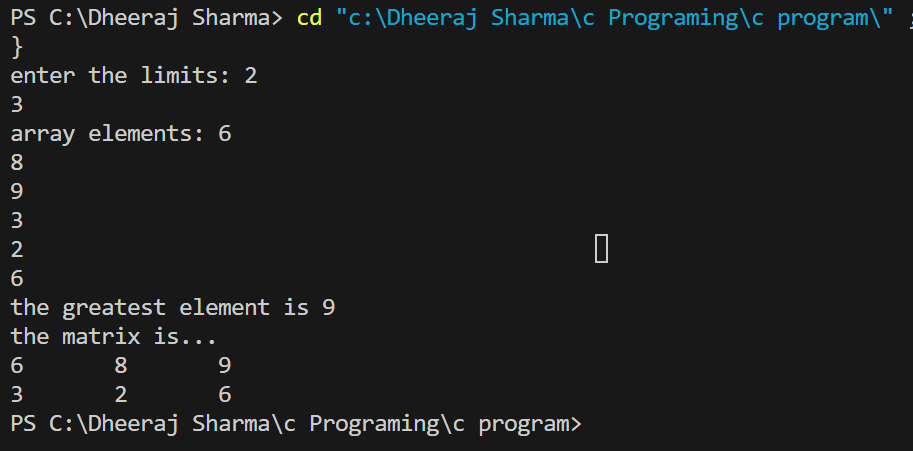 PS C:\Dheeraj Sharma> cd "c:\Dheeraj Sharma\c Programing\c program\" ;
}
enter the limits: 2
3
array elements: 6
8
9
3
2
6
the greatest element is 9
the matrix is...
6 8 9
3 2 6
PS C:\Dheeraj Sharma\c Programing\c program>